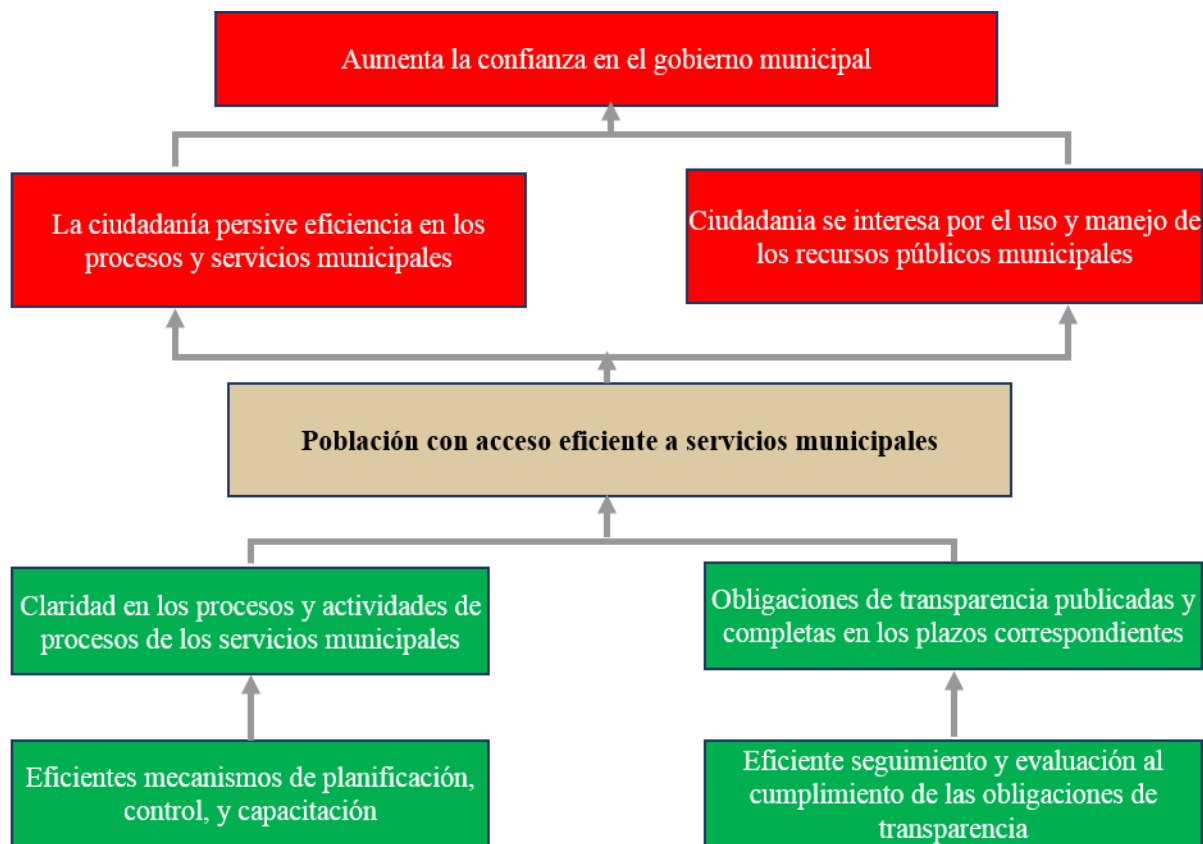 Aumenta la confianza en el gobierno municipal
La ciudadanía persive eficiencia en los
procesos y servicios municipales
Ciudadania se interesa por el uso y manejo de
los recursos públicos municipales
Población con acceso eficiente a servicios municipales
Claridad en los procesos y actividades de
procesos de los servicios municipales
Obligaciones de transparencia publicadas y
completas en los plazos correspondientes
Eficientes mecanismos de planificación,
control, y capacitación
Eficiente seguimiento y evaluación al
cumplimiento de las obligaciones de
transparencia